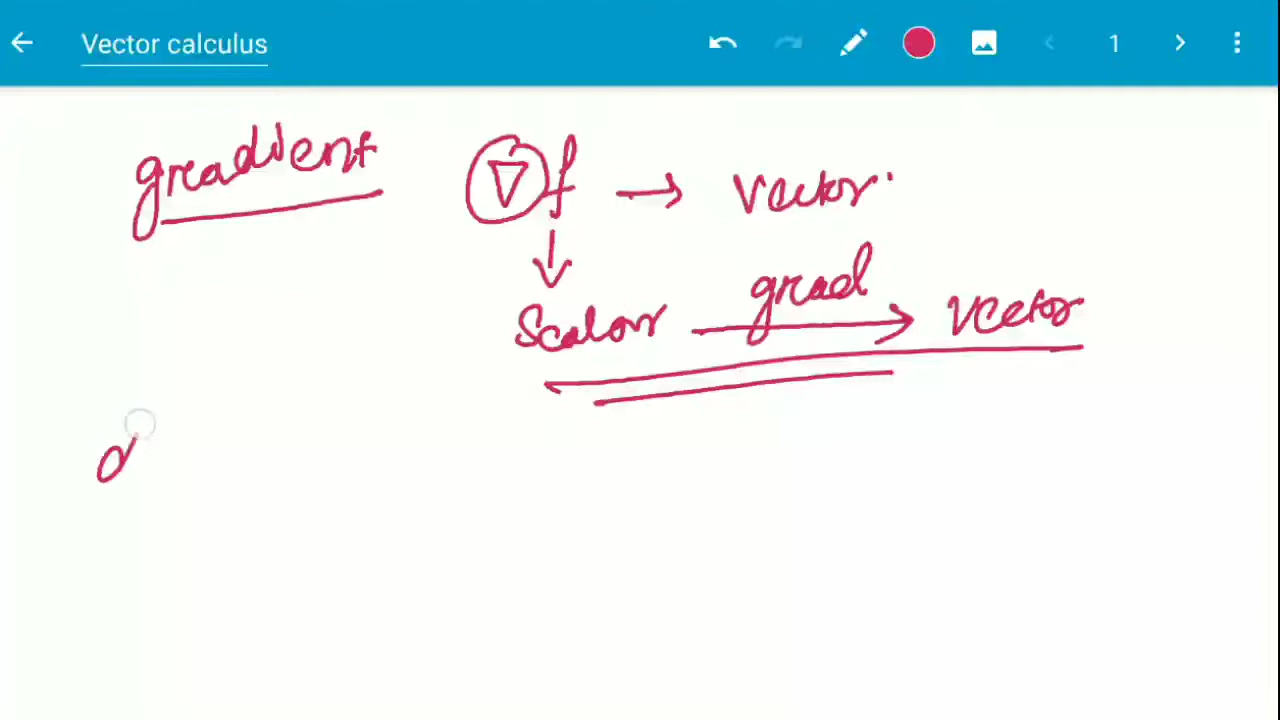 Vector calculus
1
gradient ∇f → vector.
↓
Scalar grad → vector
d